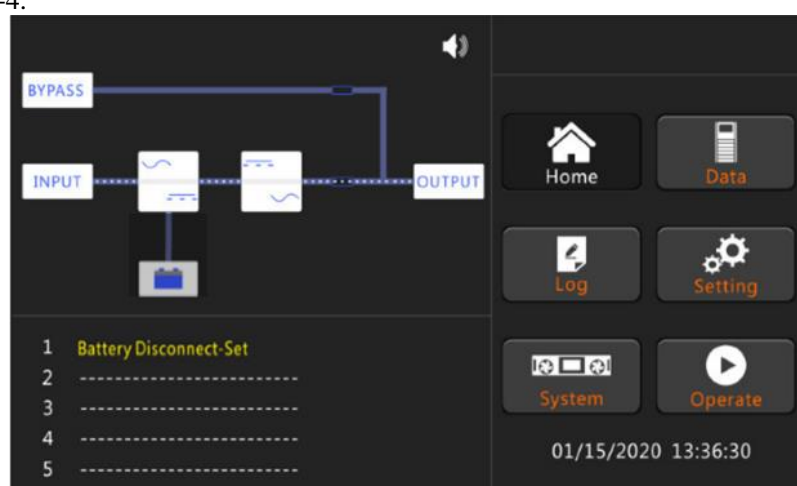 -4.
BYPASS
INPUT
OUTPUT
1 Battery Disconnect-Set
2 ------------------------
3 ------------------------
4 ------------------------
5 ------------------------
Home
Data
Log
Setting
System
Operate
01/15/2020 13:36:30